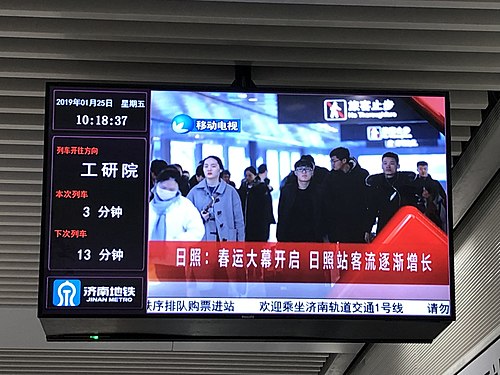 2019年01月25日 星期五
10:18:37
列车开往方向
工研院
本次列车
3 分钟
下次列车
13 分钟
济南地铁
JINAN METRO
移动电视
旅客止步
No Thoroughfare
日照：春运大幕开启 日照站客流逐渐增长
秩序排队购票进站 欢迎乘坐济南轨道交通1号线 请勿